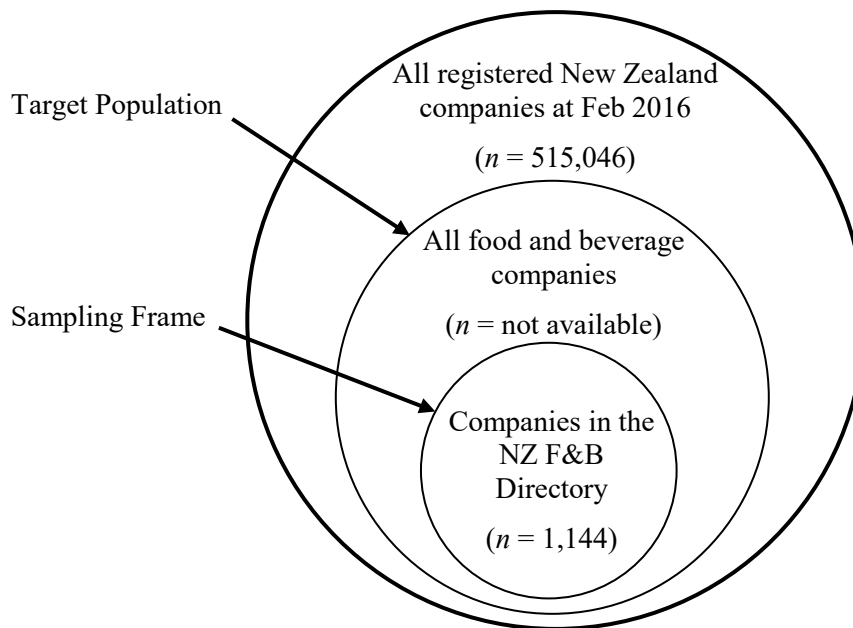 All registered New Zealand
companies at Feb 2016
Target Population
(n = 515,046)
All food and beverage
companies
Sampling Frame
(n = not available)
Companies in the
NZ F&B
Directory
(n = 1,144)